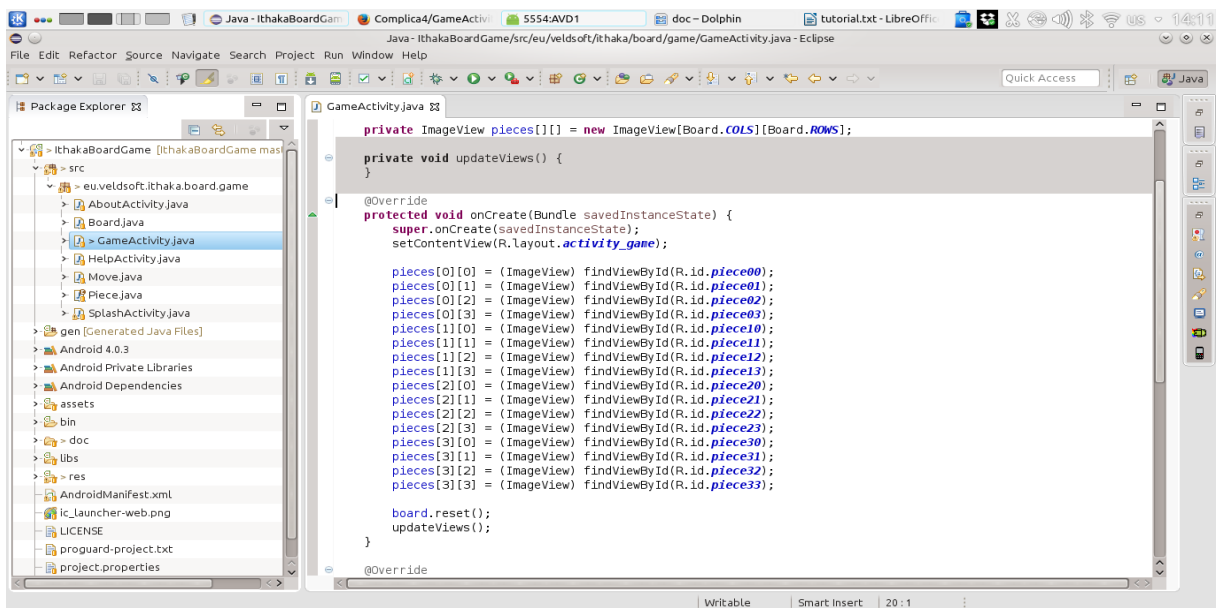 Java - IthakaBoardGam
Complica4/GameActivi
5554:AVD1
doc – Dolphin
tutorial.txt - LibreOffic
US
14:11
Java - IthakaBoardGame/src/eu/veldsoft/ithaka/board/game/GameActivity.java - Eclipse
File Edit Refactor Source Navigate Search Project Run Window Help
Quick Access
Java
Package Explorer
> IthakaBoardGame [IthakaBoardGame mast
> src
> eu.veldsoft.ithaka.board.game
AboutActivity.java
Board.java
> GameActivity.java
HelpActivity.java
Move.java
Piece.java
SplashActivity.java
gen [Generated Java Files]
Android 4.0.3
Android Private Libraries
Android Dependencies
assets
bin
> doc
libs
> res
AndroidManifest.xml
ic_launcher-web.png
LICENSE
proguard-project.txt
project.properties
GameActivity.java
private ImageView pieces[][] = new ImageView[Board.COLS][Board.ROWS];
private void updateViews() {
}
@Override
protected void onCreate(Bundle savedInstanceState) {
super.onCreate(savedInstanceState);
setContentView(R.layout.activity_game);
pieces[0][0] = (ImageView) findViewById(R.id.piece00);
pieces[0][1] = (ImageView) findViewById(R.id.piece01);
pieces[0][2] = (ImageView) findViewById(R.id.piece02);
pieces[0][3] = (ImageView) findViewById(R.id.piece03);
pieces[1][0] = (ImageView) findViewById(R.id.piece10);
pieces[1][1] = (ImageView) findViewById(R.id.piece11);
pieces[1][2] = (ImageView) findViewById(R.id.piece12);
pieces[1][3] = (ImageView) findViewById(R.id.piece13);
pieces[2][0] = (ImageView) findViewById(R.id.piece20);
pieces[2][1] = (ImageView) findViewById(R.id.piece21);
pieces[2][2] = (ImageView) findViewById(R.id.piece22);
pieces[2][3] = (ImageView) findViewById(R.id.piece23);
pieces[3][0] = (ImageView) findViewById(R.id.piece30);
pieces[3][1] = (ImageView) findViewById(R.id.piece31);
pieces[3][2] = (ImageView) findViewById(R.id.piece32);
pieces[3][3] = (ImageView) findViewById(R.id.piece33);
board.reset();
updateViews();
}
@Override
Writable
Smart Insert
20 : 1